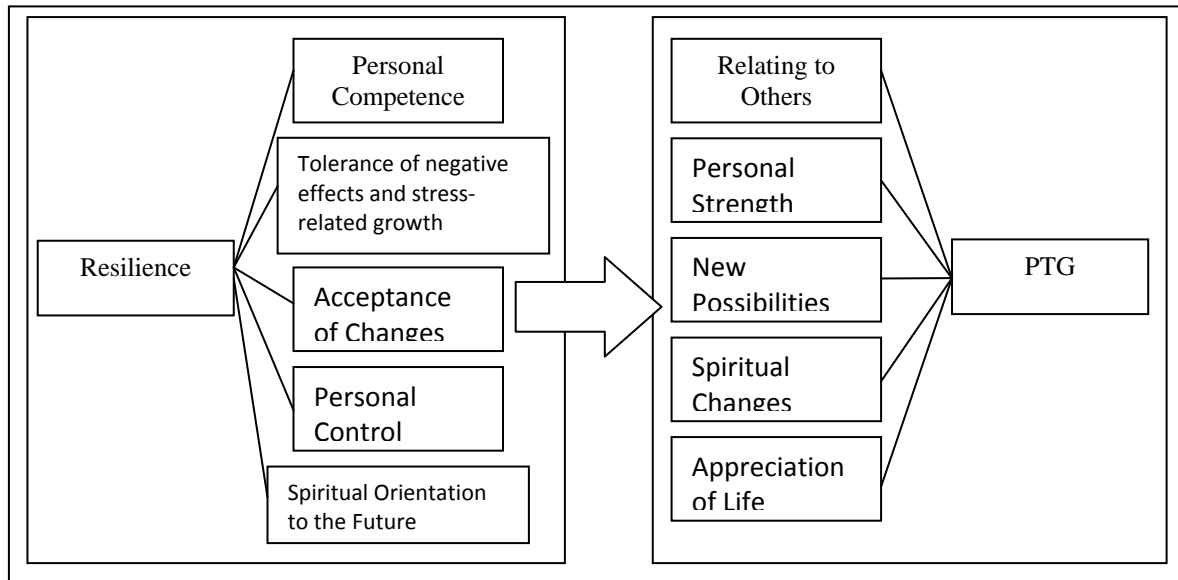 Resilience
Personal
Competence
Tolerance of negative
effects and stress-
related growth
Acceptance
of Changes
Personal
Control
Spiritual Orientation
to the Future
Relating to
Others
Personal
Strength
New
Possibilities
Spiritual
Changes
Appreciation
of Life
PTG